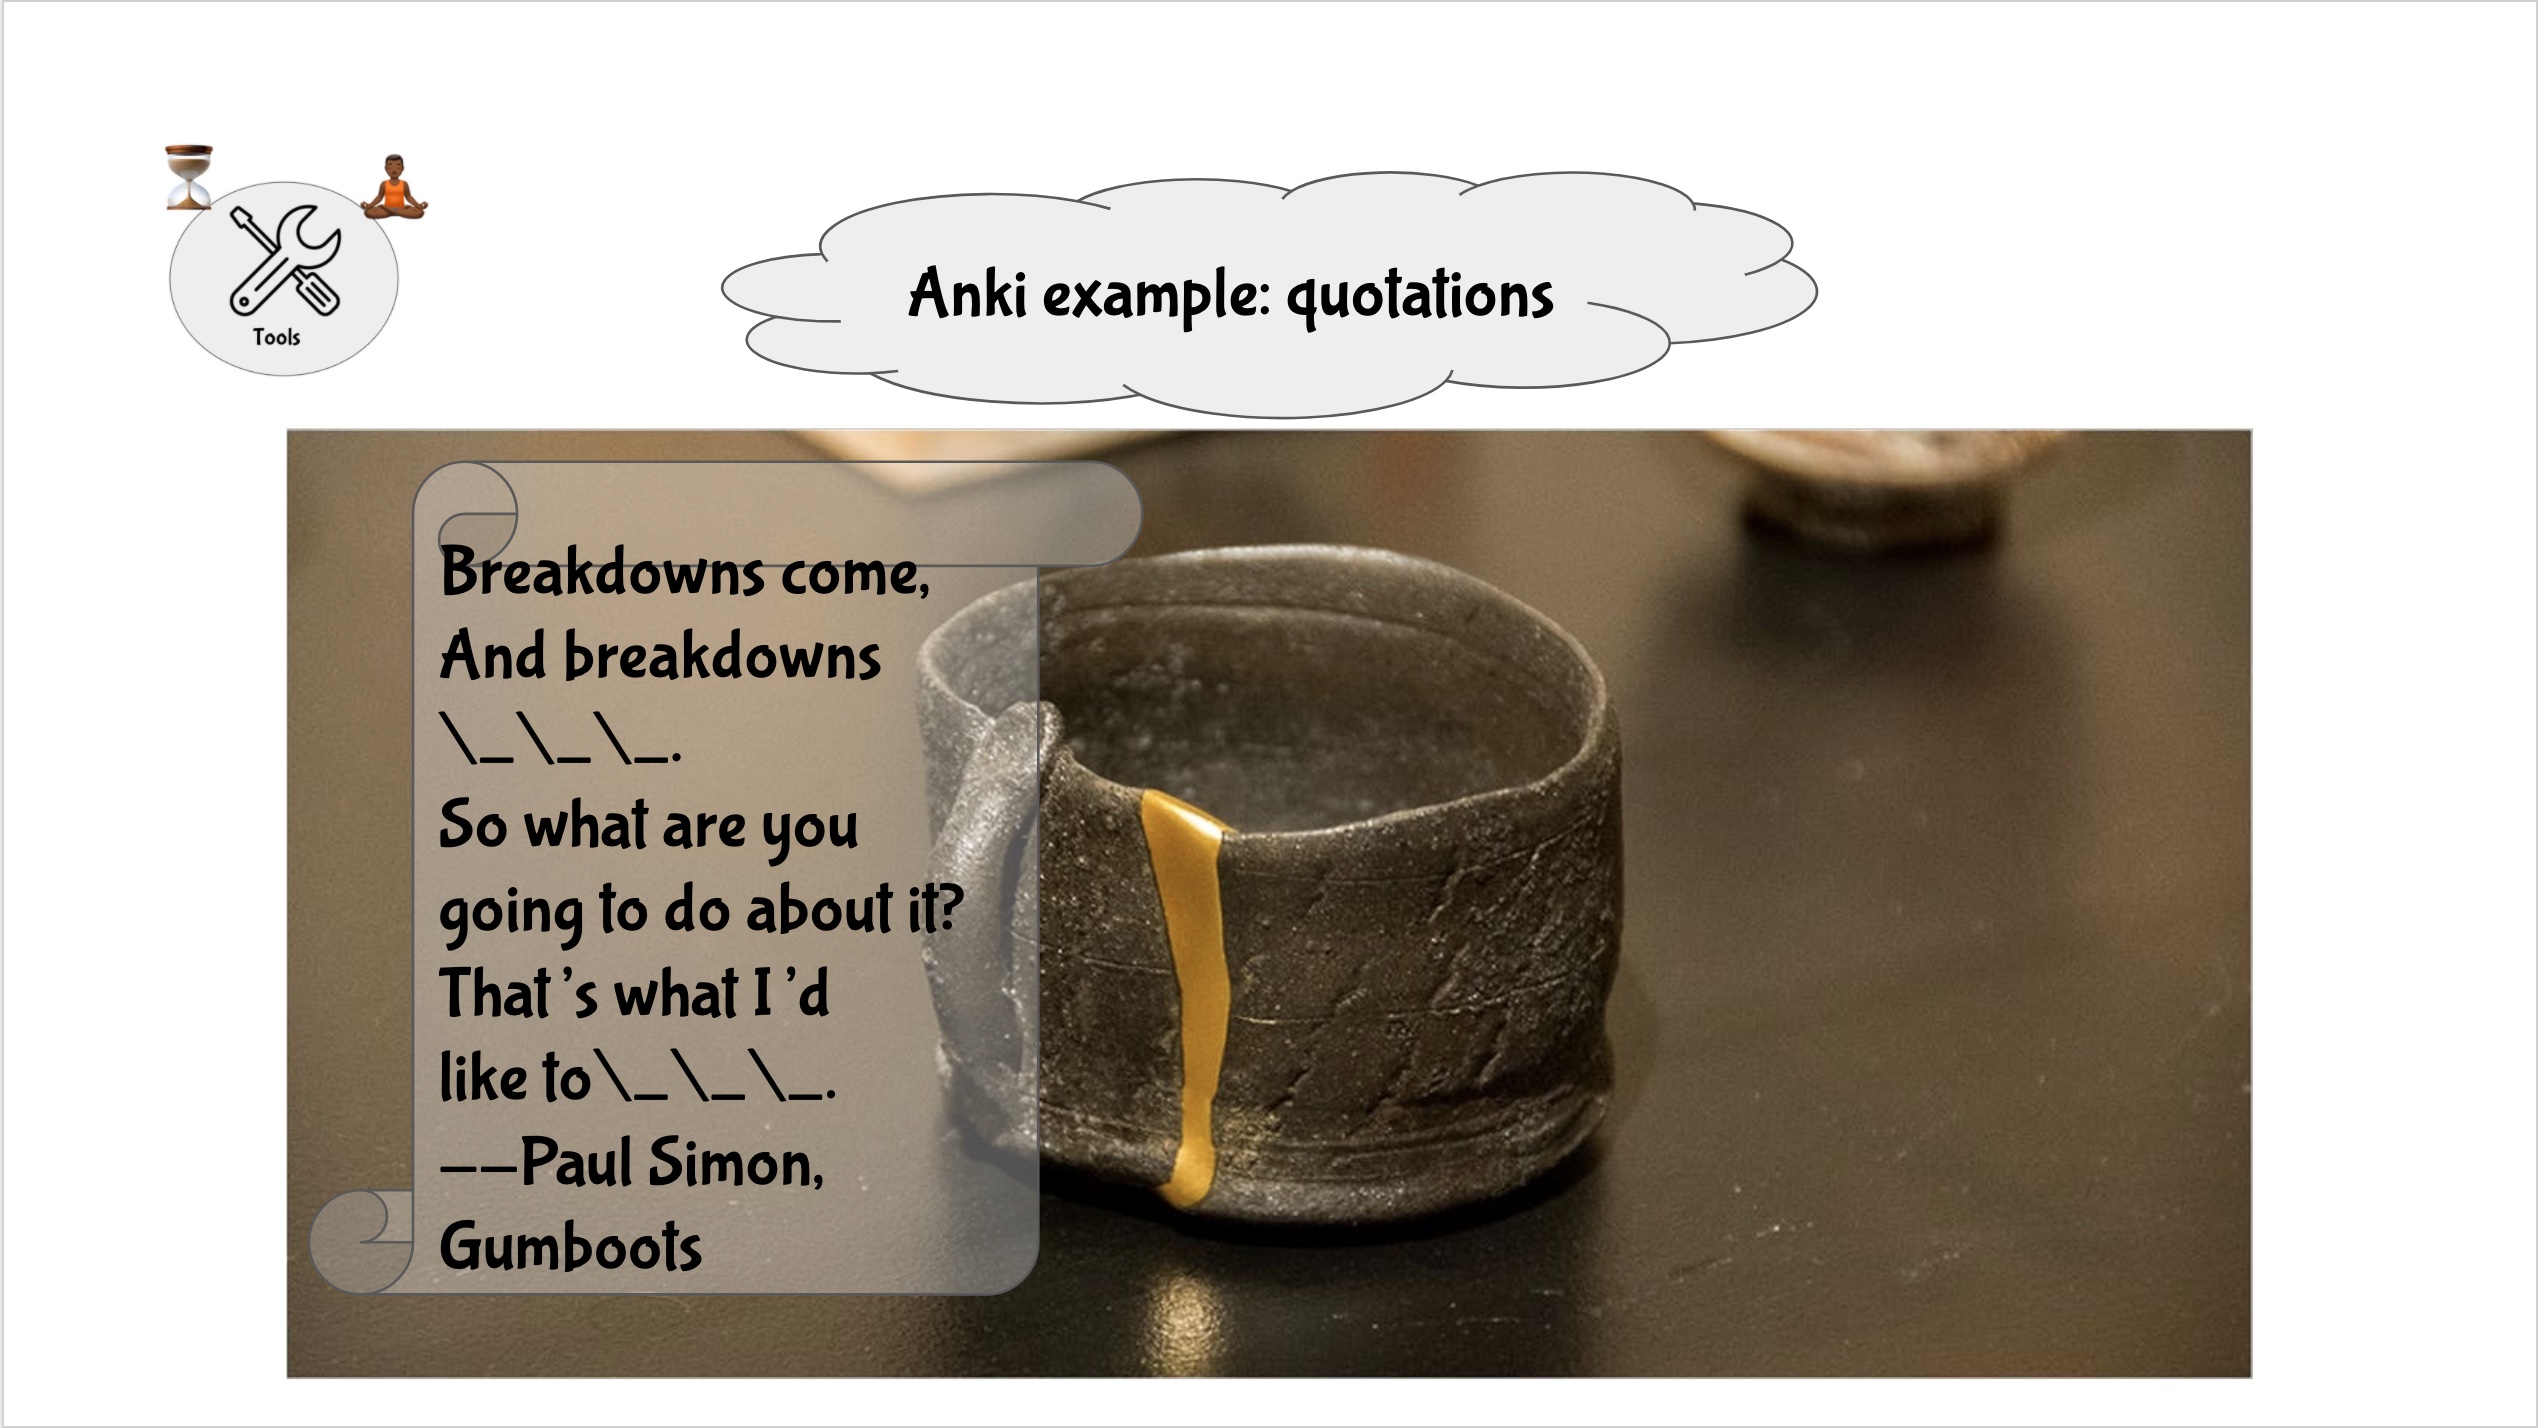 Tools
Anki example: quotations
Breakdowns come,
And breakdowns
\_\_\_.
So what are you
going to do about it?
That's what I'd
like to\_\_\_.
--Paul Simon,
Gumboots